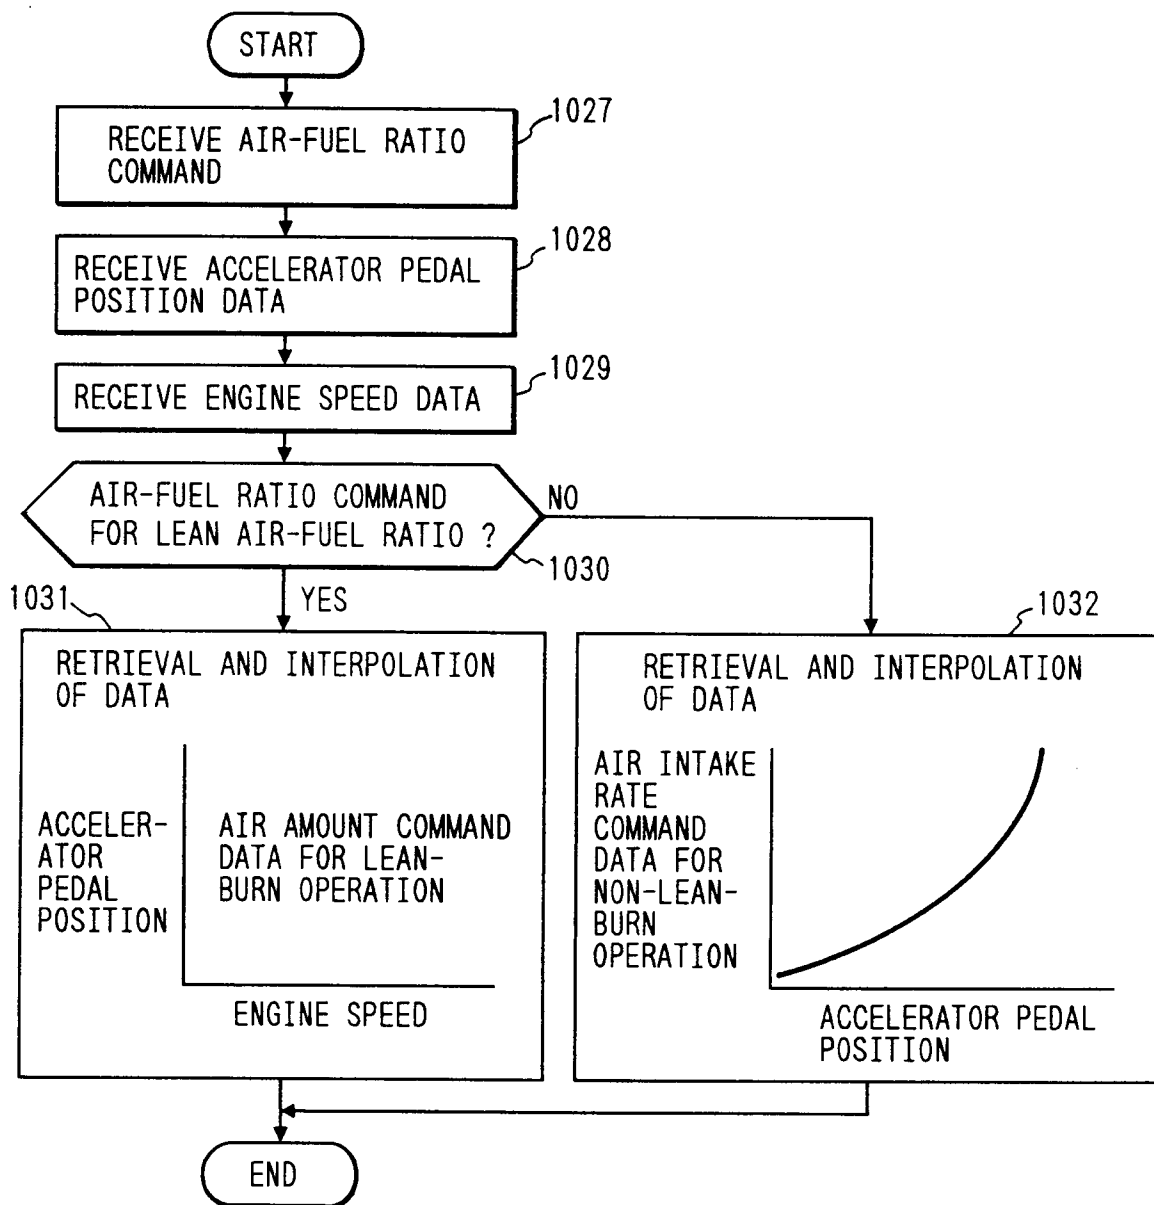 START
1027
RECEIVE AIR-FUEL RATIO
COMMAND
1028
RECEIVE ACCELERATOR PEDAL
POSITION DATA
1029
RECEIVE ENGINE SPEED DATA
AIR-FUEL RATIO COMMAND
FOR LEAN AIR-FUEL RATIO ?
NO
1030
YES
1031
RETRIEVAL AND INTERPOLATION
OF DATA
ACCELER-
ATOR
PEDAL
POSITION
AIR AMOUNT COMMAND
DATA FOR LEAN-
BURN OPERATION
ENGINE SPEED
1032
RETRIEVAL AND INTERPOLATION
OF DATA
AIR INTAKE
RATE
COMMAND
DATA FOR
NON-LEAN-
BURN
OPERATION
ACCELERATOR PEDAL
POSITION
END